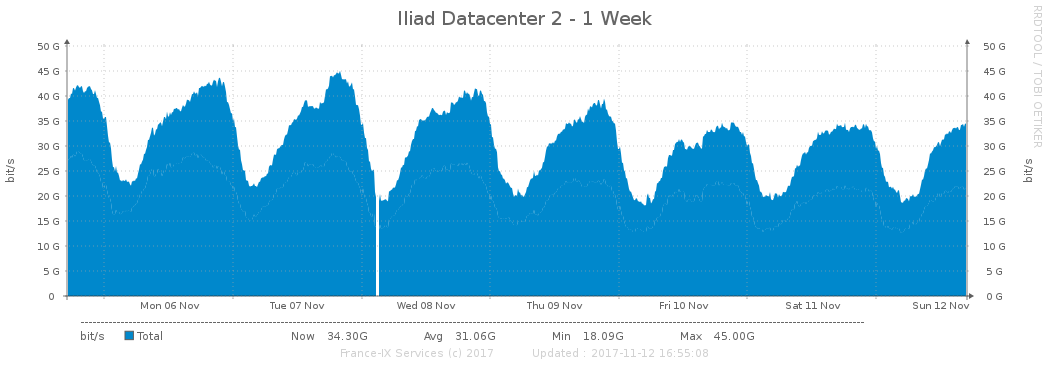 Iliad Datacenter 2 - 1 Week
RRDTOOL / TOBI OETIKER
bit/s
50 G
45 G
40 G
35 G
30 G
25 G
20 G
15 G
10 G
5 G
0
50 G
45 G
40 G
35 G
30 G
25 G
20 G
15 G
10 G
5 G
0 G
bit/s
Mon 06 Nov Tue 07 Nov Wed 08 Nov Thu 09 Nov Fri 10 Nov Sat 11 Nov Sun 12 Nov
bit/s Total Now 34.30G Avg 31.06G Min 18.09G Max 45.00G
France-IX Services (c) 2017 Updated : 2017-11-12 16:55:08